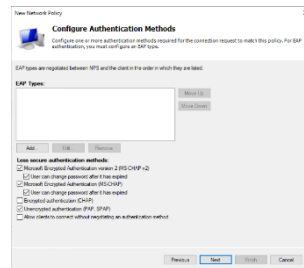 New Network Policy
Configure Authentication Methods
Configure one or more authentication methods required for the connection request to match this policy. For EAP
authentication, you must configure an EAP type.
EAP types are negotiated between NPS and the client in the order in which they are listed.
EAP Types:
Move Up
Move Down
Add...
Edit...
Remove
Less secure authentication methods:
Microsoft Encrypted Authentication version 2 (MS-CHAP v2)
User can change password after it has expired
Microsoft Encrypted Authentication (MS-CHAP)
User can change password after it has expired
Encrypted authentication (CHAP)
Unencrypted authentication (PAP, SPAP)
Allow clients to connect without negotiating an authentication method
Previous
Next
Finish
Cancel